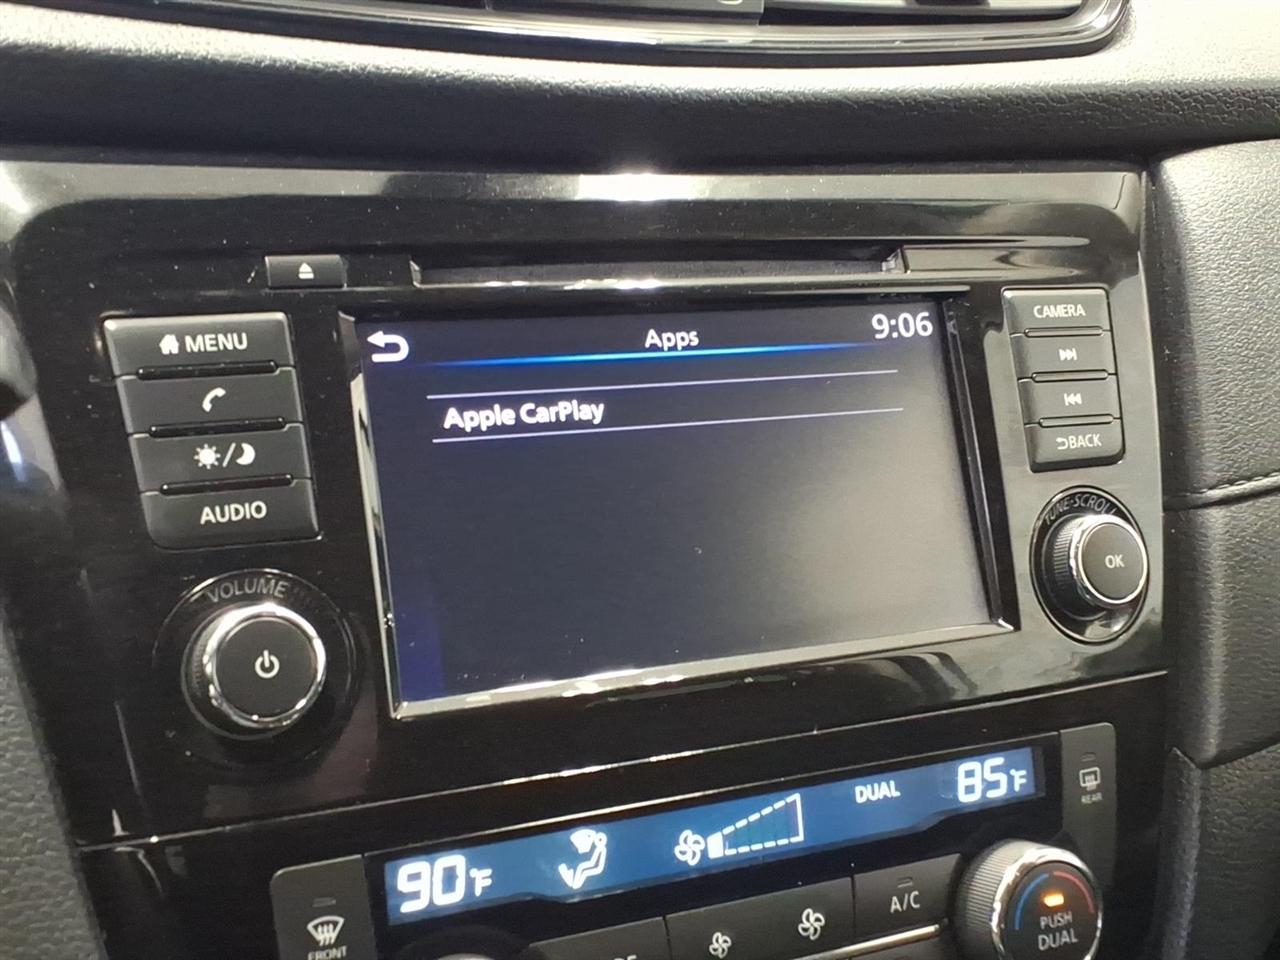 MENU
AUDIO
VOLUME
Apps
9:06
Apple CarPlay
CAMERA
BACK
TUNE·SCROLL
OK
90°F
DUAL
85°F
REAR
FRONT
A/C
PUSH
DUAL